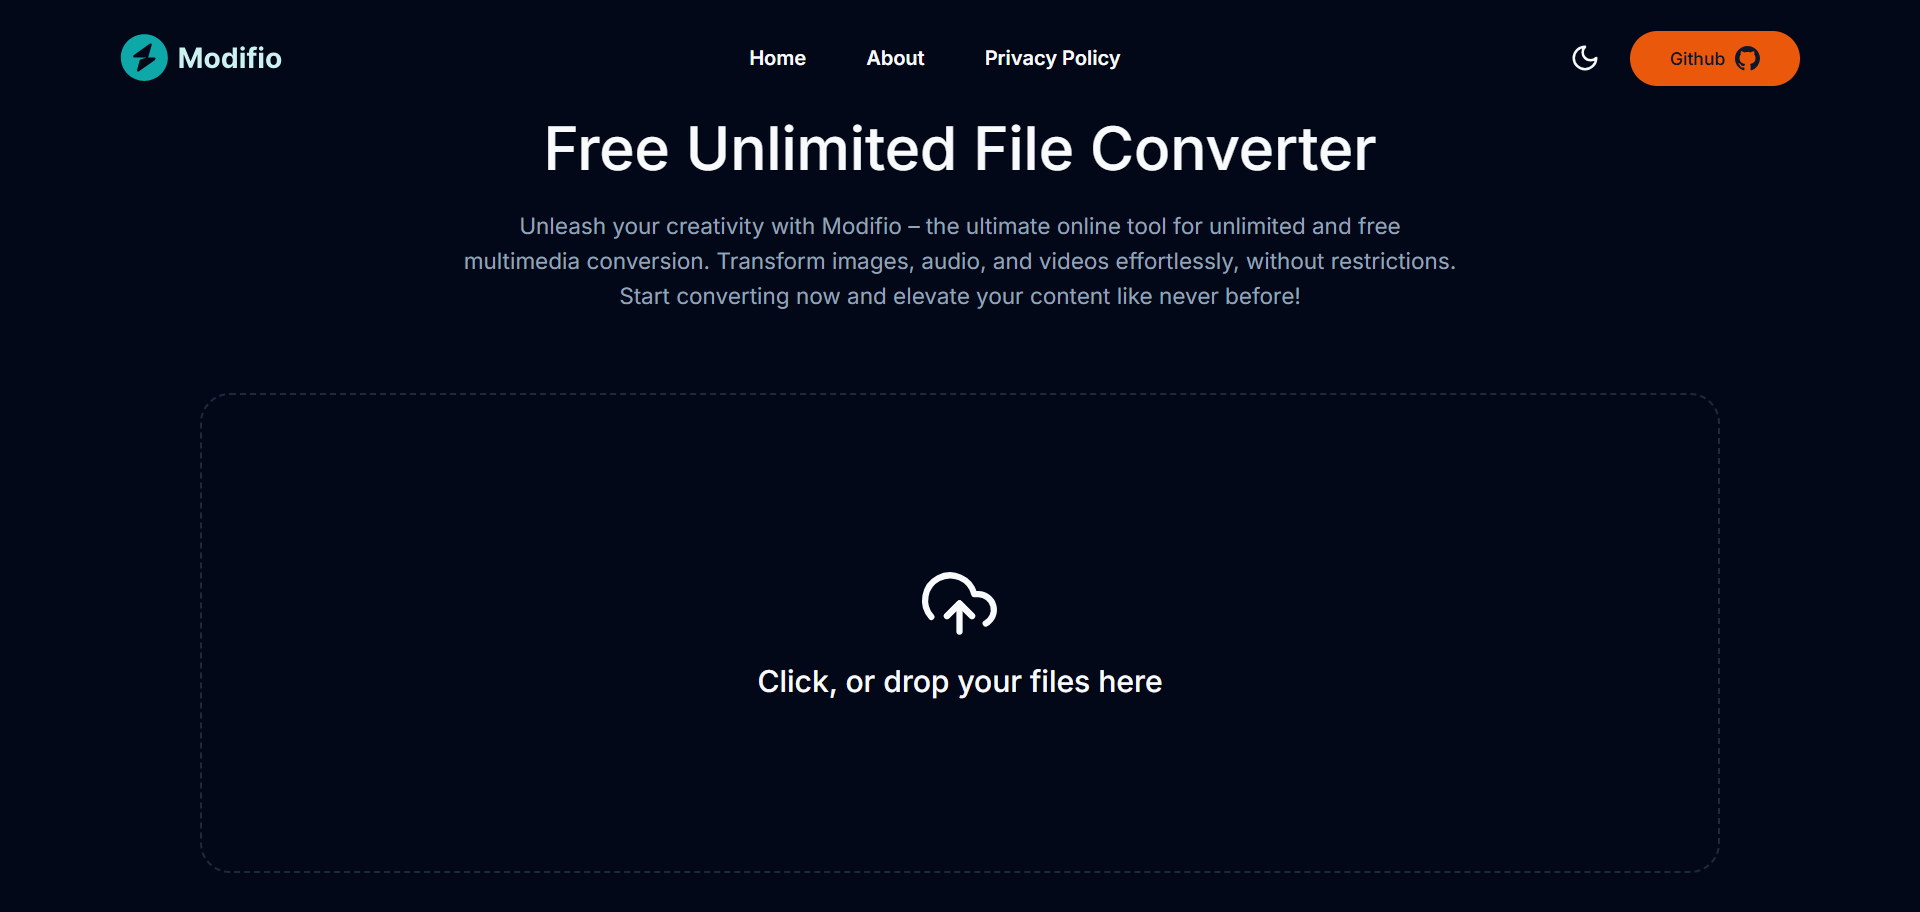 Modifio
Home
About
Privacy Policy
Github
Free Unlimited File Converter
Unleash your creativity with Modifio – the ultimate online tool for unlimited and free
multimedia conversion. Transform images, audio, and videos effortlessly, without restrictions.
Start converting now and elevate your content like never before!
Click, or drop your files here